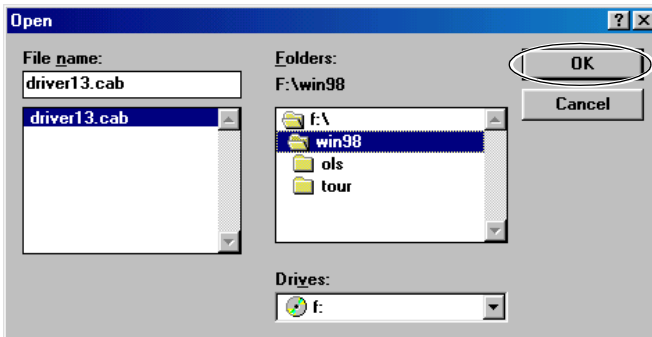 Open
File name:
driver13.cab
driver13.cab
Folders:
F:\win98
f:\
win98
ols
tour
Drives:
f:
OK
Cancel